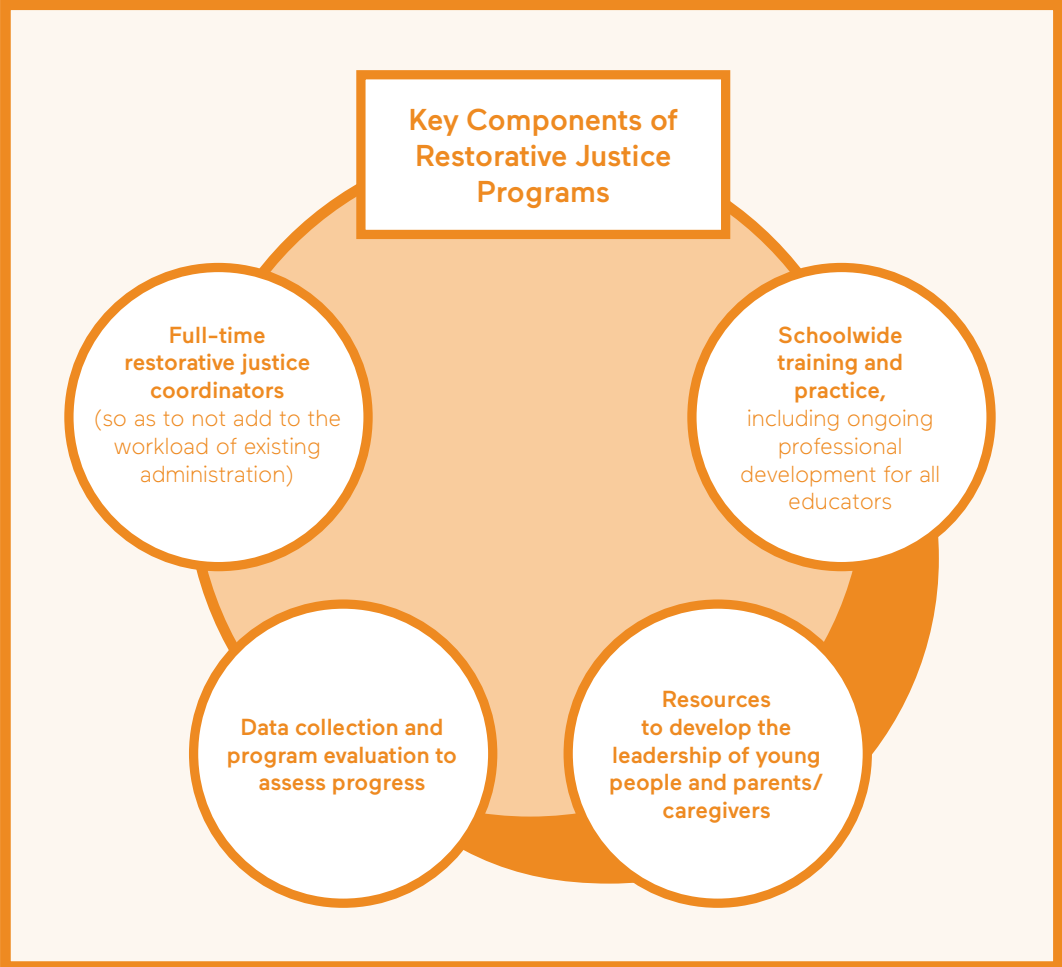 Key Components of
Restorative Justice
Programs
Full-time
restorative justice
coordinators
(so as to not add to the
workload of existing
administration)
Schoolwide
training and
practice,
including ongoing
professional
development for all
educators
Data collection and
program evaluation to
assess progress
Resources
to develop the
leadership of young
people and parents/
caregivers